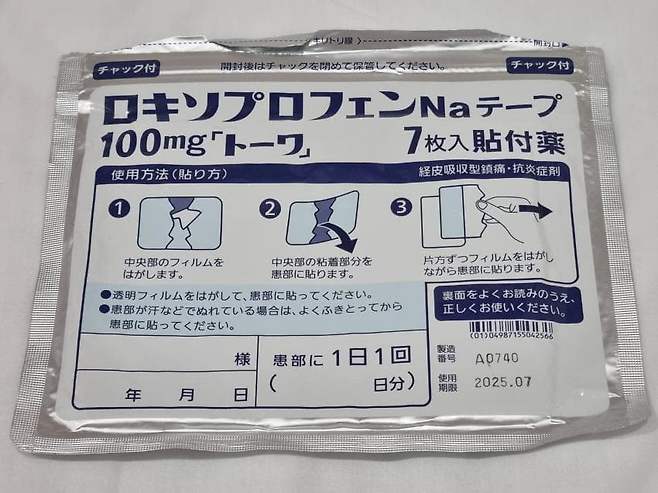 キリトリ線
開封口
チャック付
開封後はチャックを閉めて保管してください。
チャック付
ロキソプロフェンNaテープ
100mg「トーワ」
7枚入 貼付薬
使用方法(貼り方)
経皮吸収型鎮痛・抗炎症剤
1
2
3
中央部のフィルムを
はがします。
中央部の粘着部分を
患部に貼ります。
片方ずつフィルムをはがし
ながら患部に貼ります。
●透明フィルムをはがして、患部に貼ってください。
●患部が汗などでぬれている場合は、よくふきとってから
患部に貼ってください。
裏面をよくお読みのうえ、
正しくお使いください。
(01)04987155042566
様
年 月 日
患部に1日1回
( 日分)
製造
番号 A0740
使用
期限 2025.07